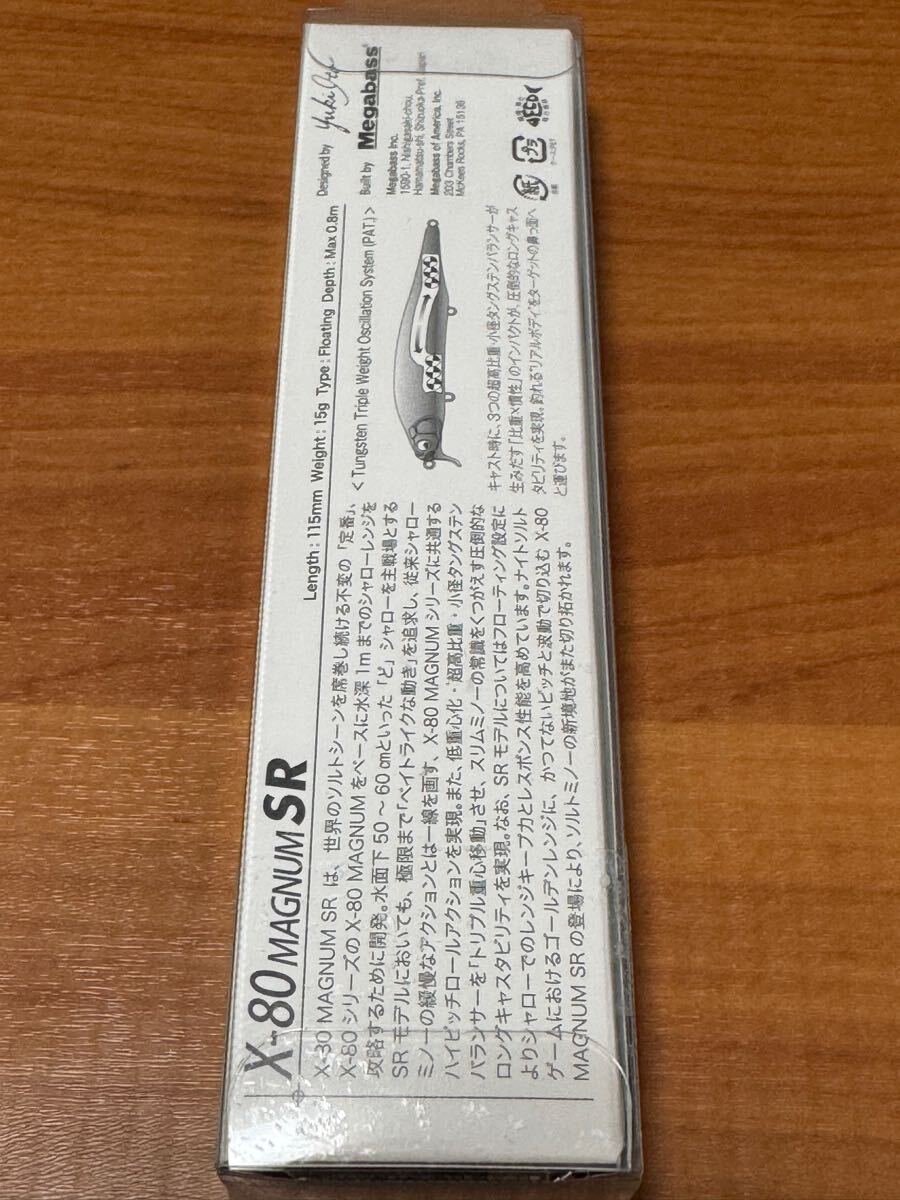 X-80 MAGNUM SR
Length : 115mm Weight : 15g Type : Floating Depth : Max 0.8m
X-80 MAGNUM SR は、世界のソルトシーンを席巻し続ける不変の「定番」、
X-80 シリーズの X-80 MAGNUM をベースに水深 1m までのシャローレンジを
攻略するために開発。水面下 50 ～ 60 ㎝といった「ど」シャローを主戦場とする
SR モデルにおいても、極限まで「ベイトライクな動き」を追求し、従来シャロー
ミノーの緩慢なアクションとは一線を画す、X-80 MAGNUM シリーズに共通する
ハイピッチロールアクションを実現。また、低重心化・超高比重・小径タングステン
バランサーを「トリプル重心移動」させ、スリムミノーの常識をくつがえす圧倒的な
ロングキャスタビリティを実現。なお、SR モデルについてはフローティング設定に
よりシャローでのレンジキープ力とレスポンス性能を高めています。ナイトソルト
ゲームにおけるゴールデンレンジに、かつてないピッチと波動で切り込む X-80
MAGNUM SR の登場により、ソルトミノーの新境地がまた切り拓かれます。
< Tungsten Triple Weight Oscillation System (PAT.) >
キャスト時に、3つの超高比重・小径タングステンバランサーが
生みだす「比重×慣性」のインパクトが、圧倒的なロングキャス
タビリティを実現。釣れる"リアルボディ"をターゲットの鼻っ面へ
と運びます。
Designed by Yuki Ito
Built by Megabass
Megabass Inc.
1590-1, Nishigasaki-chou,
Hamamatsu-shi, Shizuoka-Pref, Japan
Megabass of America, Inc.
203 Chambers Street
McKees Rocks, PA 15136
紙
プラ